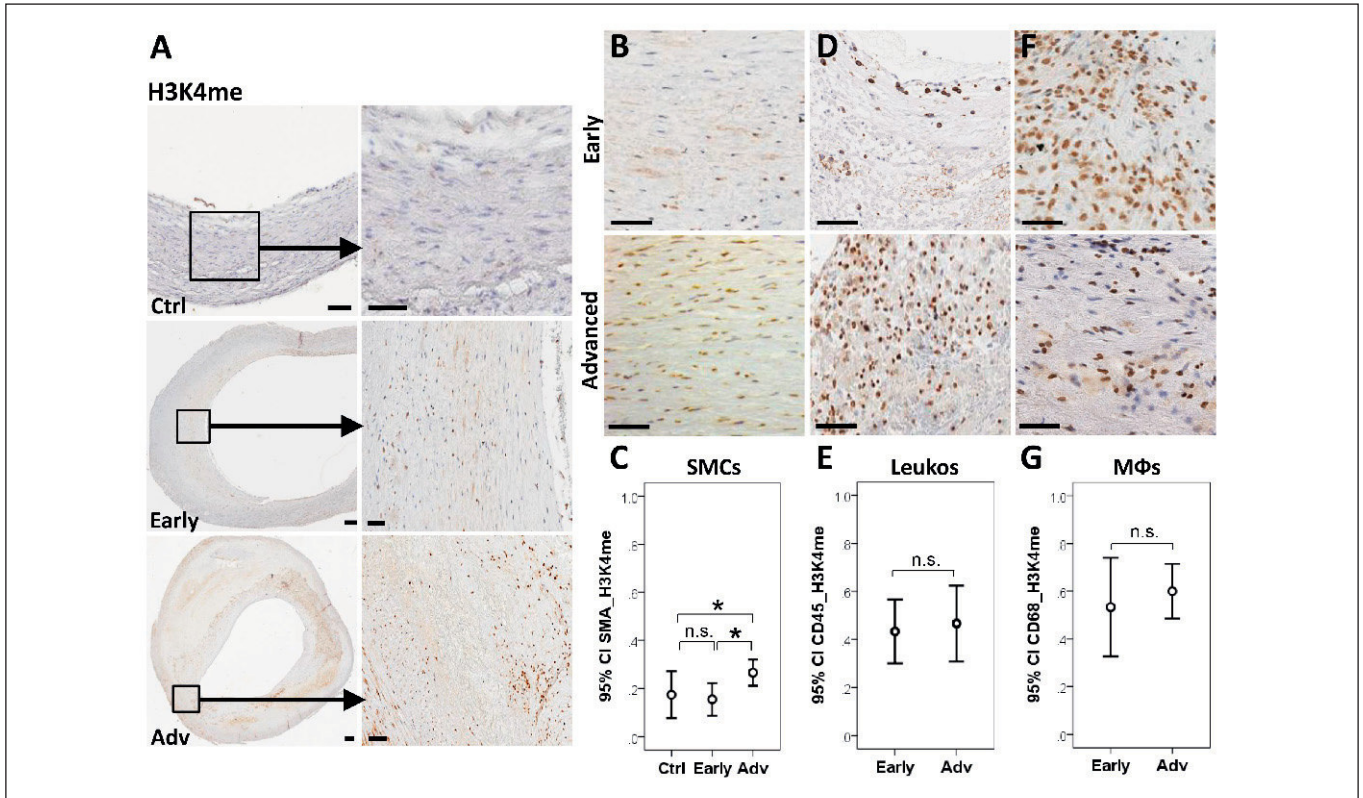 A
H3K4me
Ctrl
Early
Adv
B
D
F
Early
Advanced
C
SMCs
95% CI SMA_H3K4me
1.0
.8
.6
.4
.2
.0
n.s.
*
*
Ctrl
Early
Adv
E
Leukos
95% CI CD45_H3K4me
1.0
.8
.6
.4
.2
.0
n.s.
Early
Adv
G
MΦs
95% CI CD68_H3K4me
1.0
.8
.6
.4
.2
.0
n.s.
Early
Adv